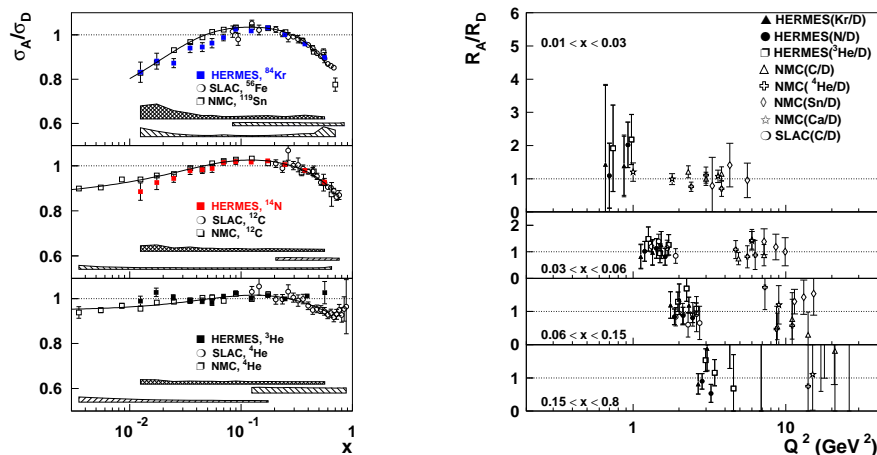 σA/σD
1
0.8
0.6
HERMES, ⁸⁴Kr
SLAC, ⁵⁶Fe
NMC, ¹¹⁹Sn
1
0.8
0.6
HERMES, ¹⁴N
SLAC, ¹²C
NMC, ¹²C
1
0.8
0.6
HERMES, ³He
SLAC, ⁴He
NMC, ⁴He
10⁻² 10⁻¹ 1
x
RA/RD
6
5
4
3
2
1
0
0.01 < x < 0.03
HERMES(Kr/D)
HERMES(N/D)
HERMES(³He/D)
NMC(C/D)
NMC(⁴He/D)
NMC(Sn/D)
NMC(Ca/D)
SLAC(C/D)
2
1
0
0.03 < x < 0.06
1
0
0.06 < x < 0.15
1
0
0.15 < x < 0.8
1 10
Q² (GeV²)